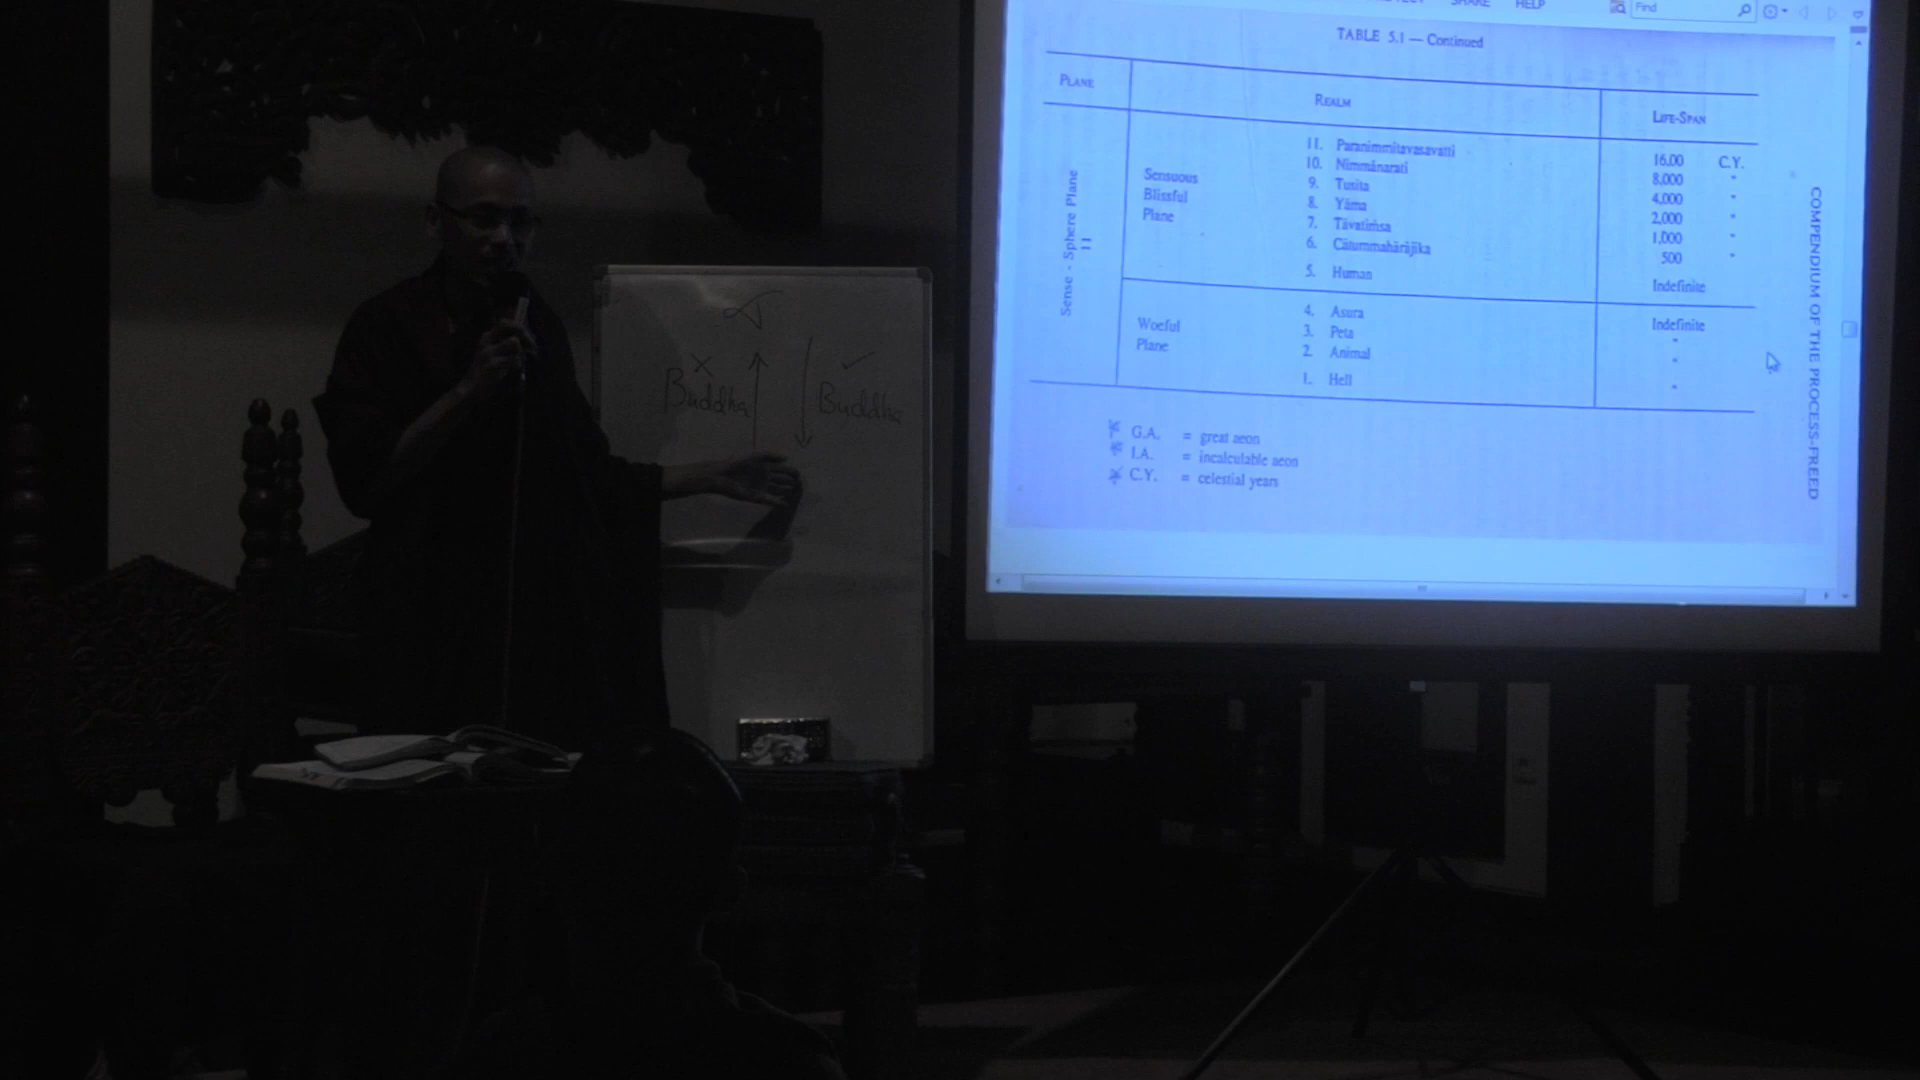 Buddha
Buddha
SHARE HELP
Find
TABLE 5.1 — Continued
PLANE REALM LIFE-SPAN
Sense - Sphere Plane
11
Sensuous
Blissful
Plane
11. Paranimmitavasavatti 16,00 C.Y.
10. Nimmānarati 8,000 "
9. Tusita 4,000 "
8. Yāma 2,000 "
7. Tāvatiṁsa 1,000 "
6. Cātummahārājika 500 "
5. Human Indefinite
Woeful
Plane
4. Asura Indefinite
3. Peta "
2. Animal "
1. Hell "
G.A. = great aeon
I.A. = incalculable aeon
C.Y. = celestial years
COMPENDIUM OF THE PROCESS-FREED